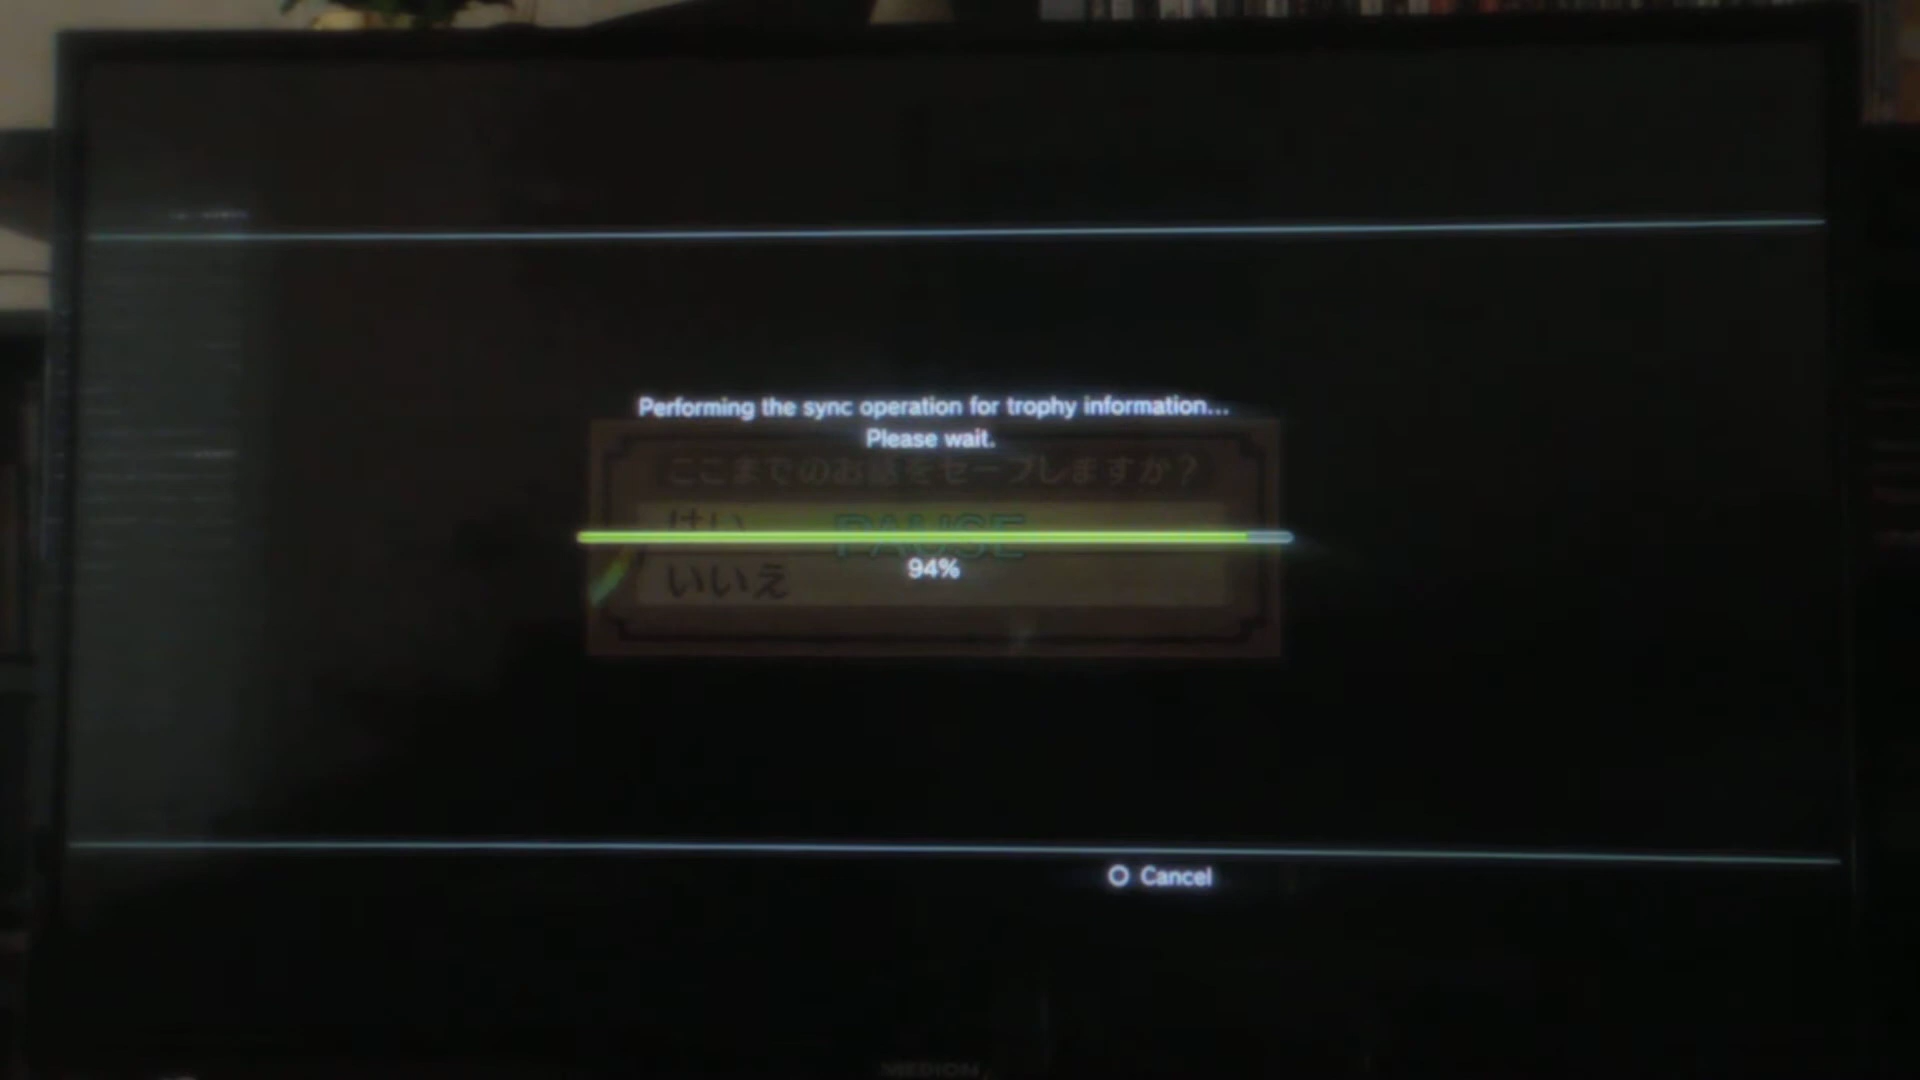 Performing the sync operation for trophy information...
Please wait.
ここまでのお話をセーブしますか？
はい
PAUSE
94%
いいえ
O Cancel
MEDION